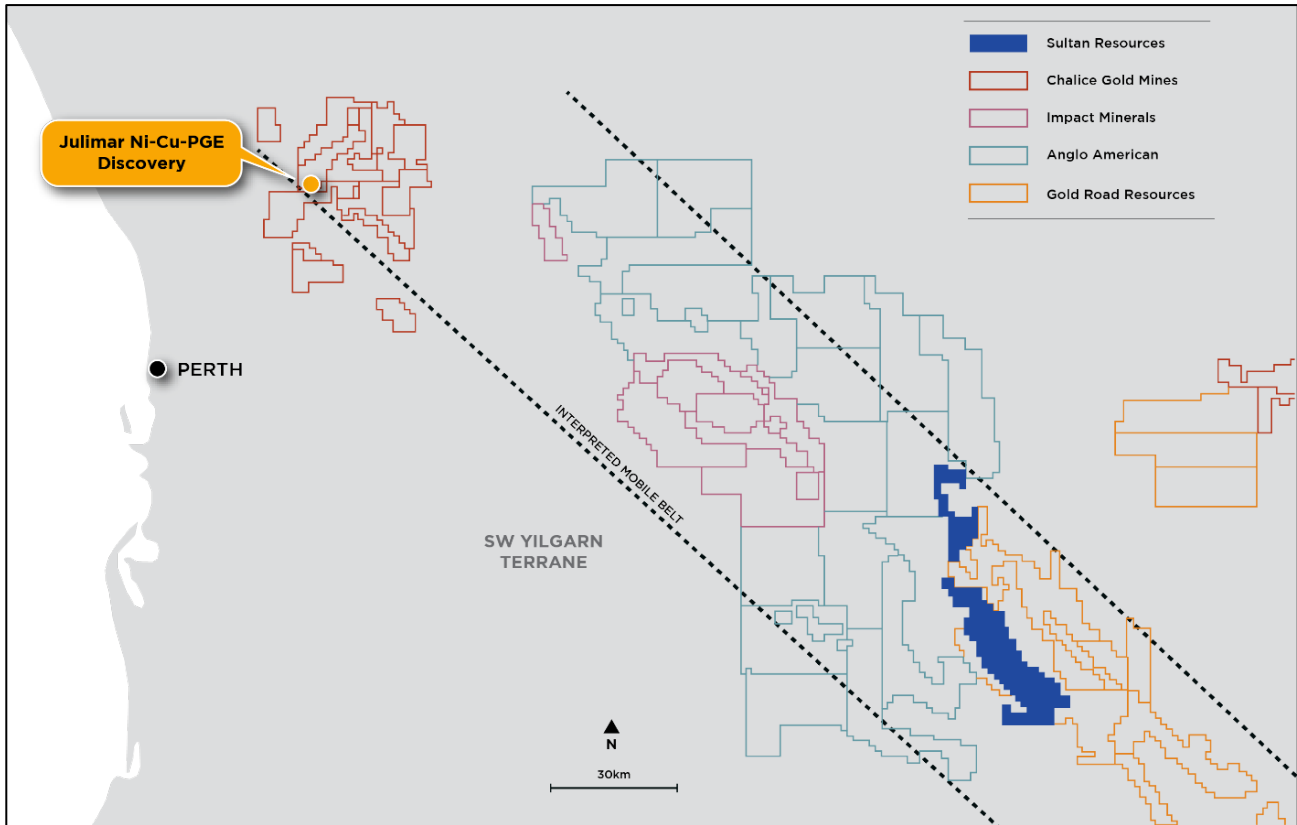 Sultan Resources
Chalice Gold Mines
Impact Minerals
Anglo American
Gold Road Resources
Julimar Ni-Cu-PGE
Discovery
PERTH
INTERPRETED MOBILE BELT
SW YILGARN
TERRANE
N
30km